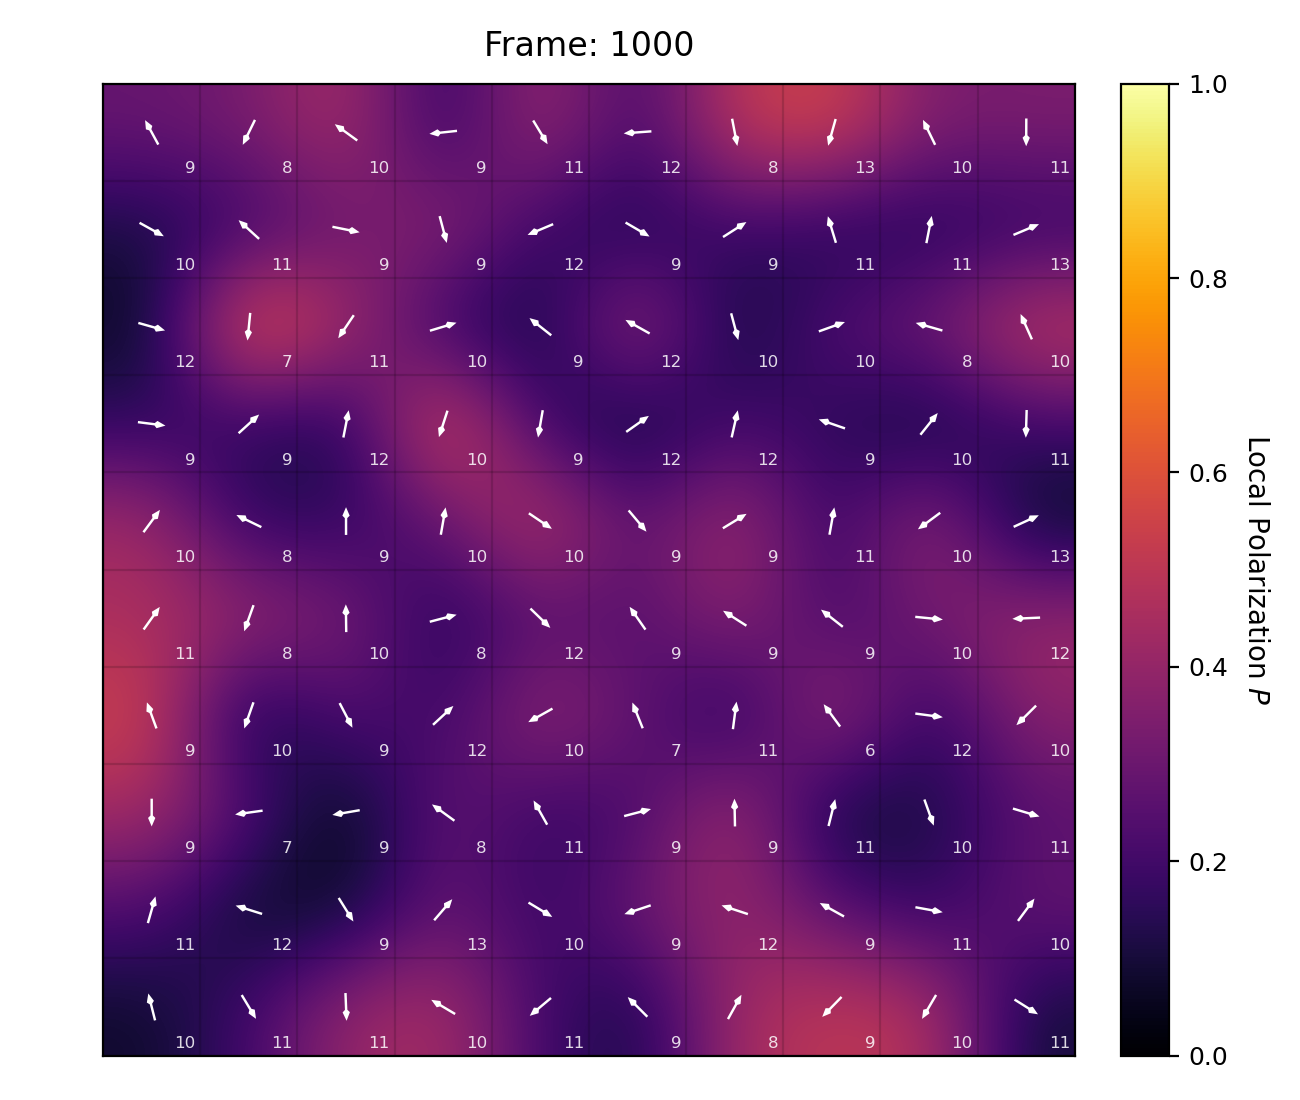 Frame: 1000
9 8 10 9 11 12 8 13 10 11
10 11 9 9 12 9 9 11 11 13
12 7 11 10 9 12 10 10 8 10
9 9 12 10 9 12 12 9 10 11
10 8 9 10 10 9 9 11 10 13
11 8 10 8 12 9 9 9 10 12
9 10 9 12 10 7 11 6 12 10
9 7 9 8 11 9 9 11 10 11
11 12 9 13 10 9 12 9 11 10
10 11 11 10 11 9 8 9 10 11
1.0
0.8
0.6
0.4
0.2
0.0
Local Polarization P